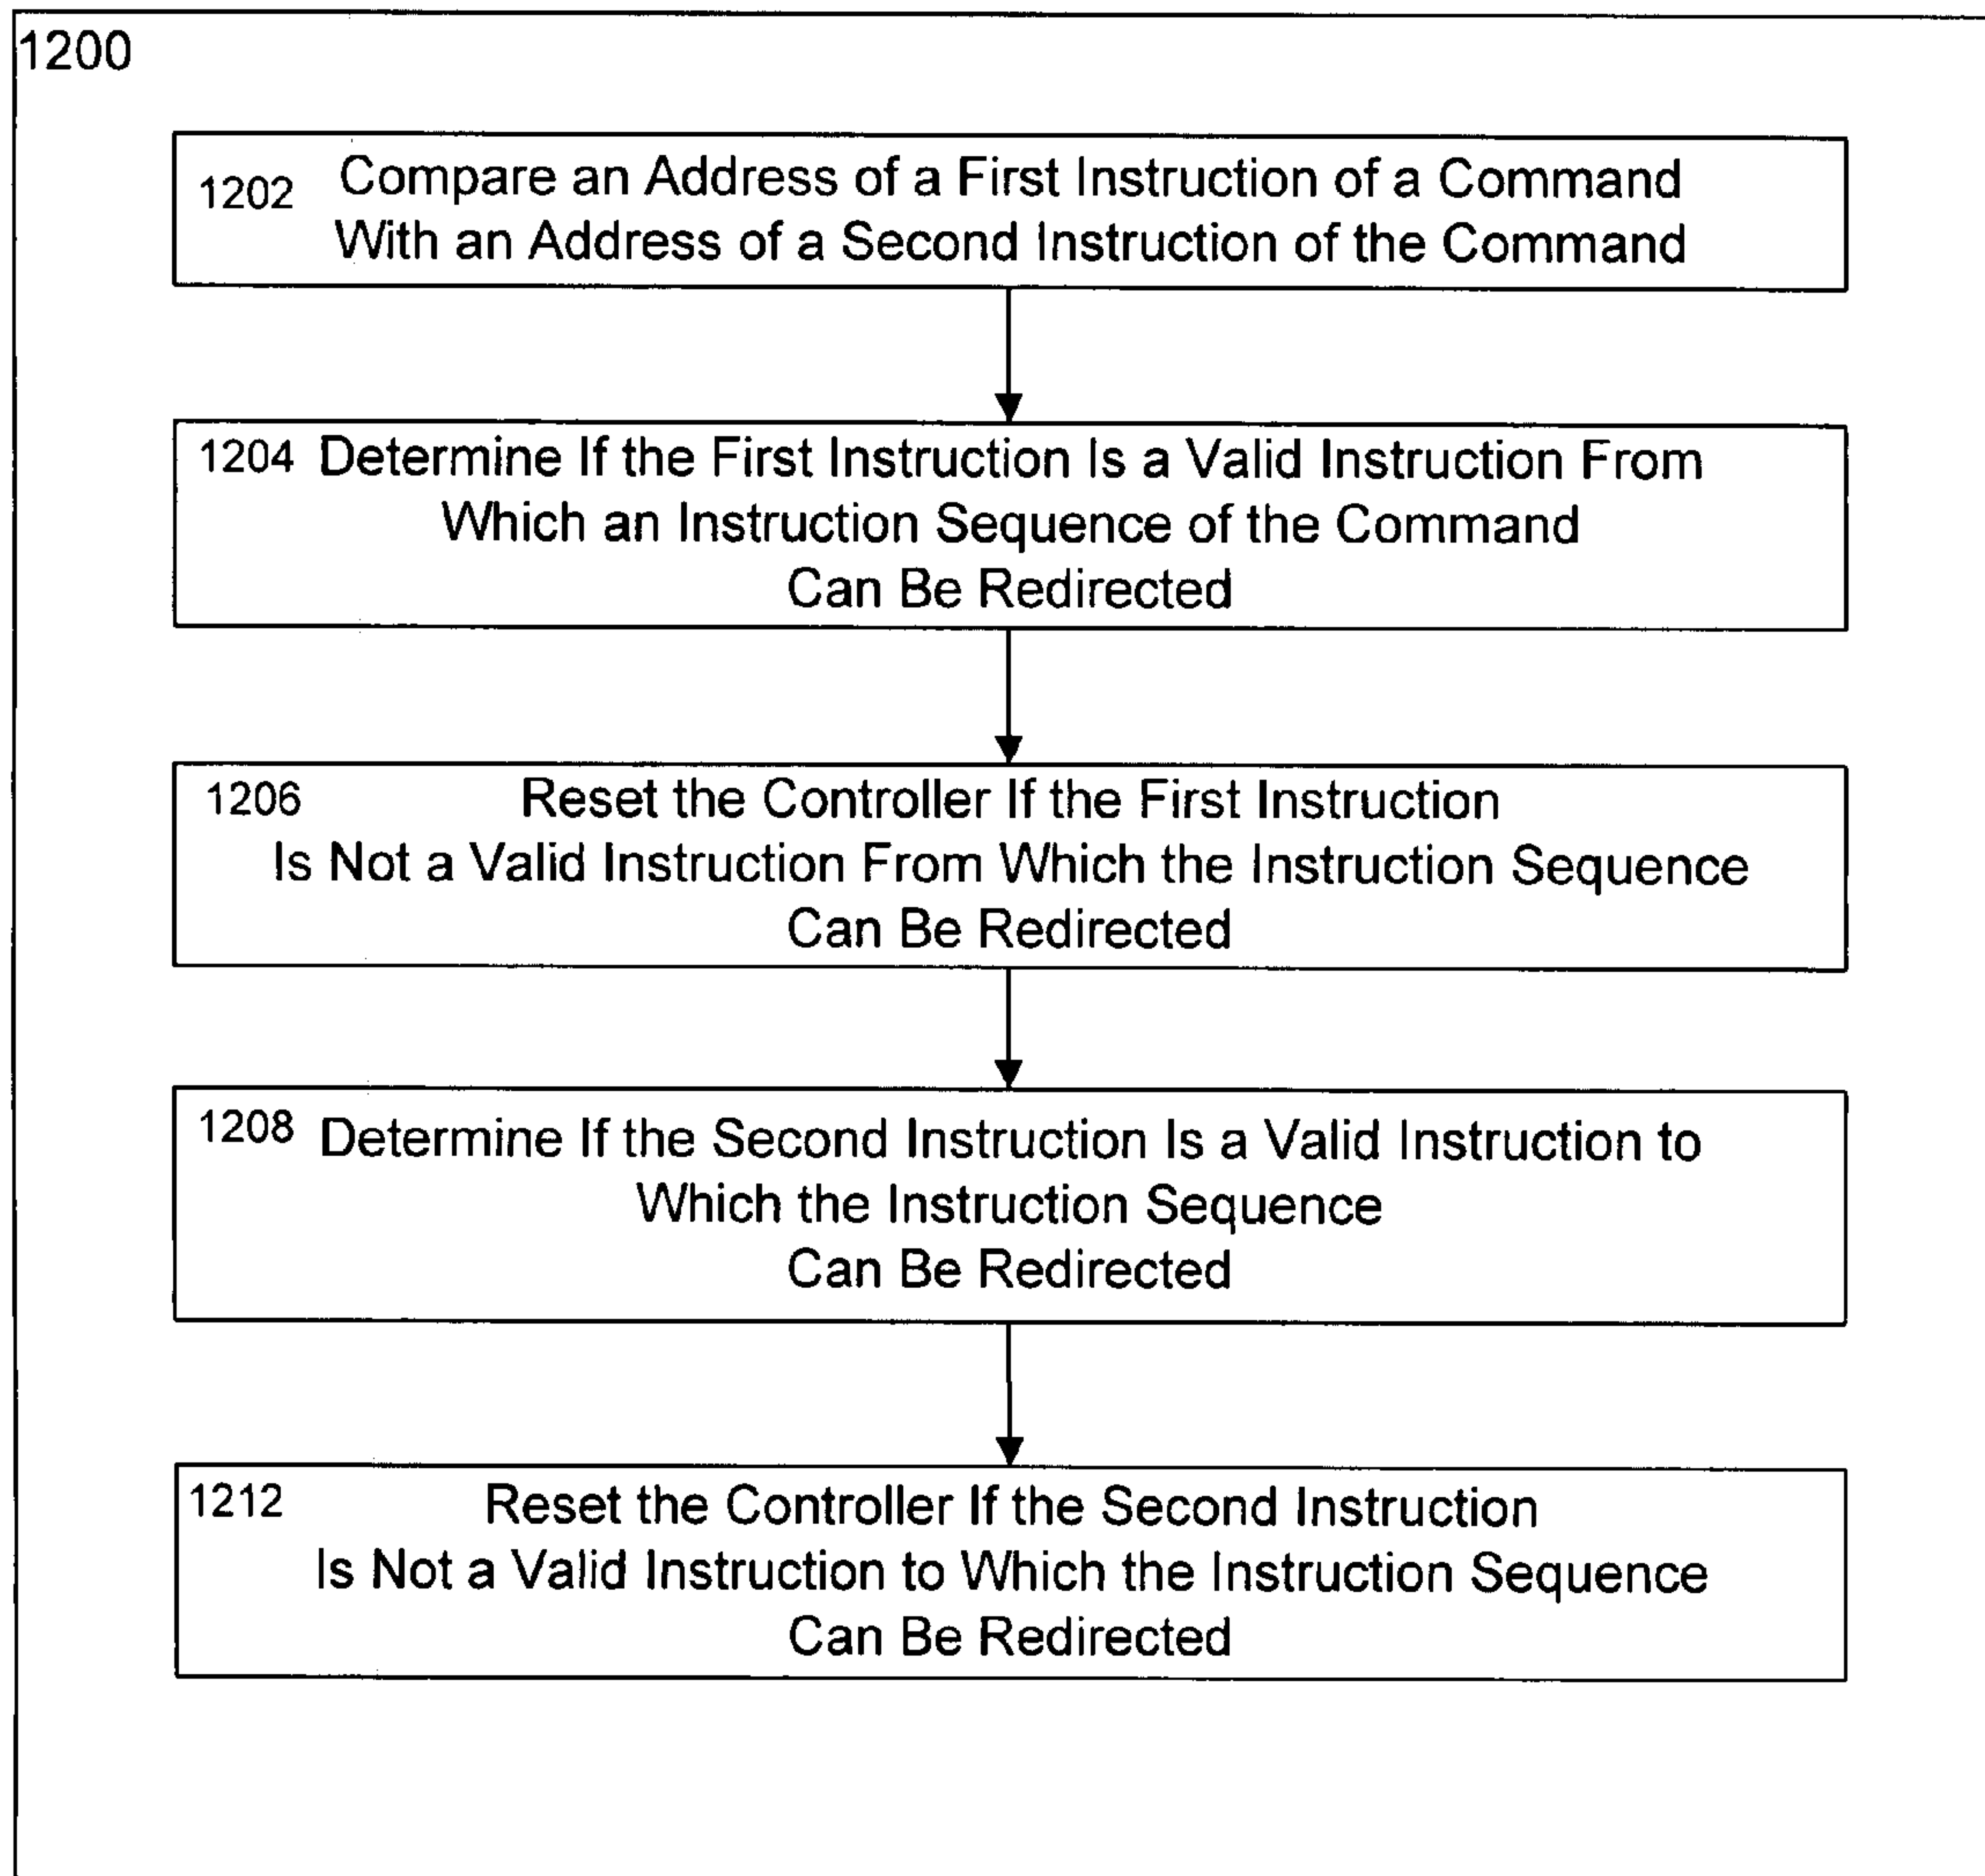 1200
1202 Compare an Address of a First Instruction of a Command
With an Address of a Second Instruction of the Command
1204 Determine If the First Instruction Is a Valid Instruction From
Which an Instruction Sequence of the Command
Can Be Redirected
1206 Reset the Controller If the First Instruction
Is Not a Valid Instruction From Which the Instruction Sequence
Can Be Redirected
1208 Determine If the Second Instruction Is a Valid Instruction to
Which the Instruction Sequence
Can Be Redirected
1212 Reset the Controller If the Second Instruction
Is Not a Valid Instruction to Which the Instruction Sequence
Can Be Redirected